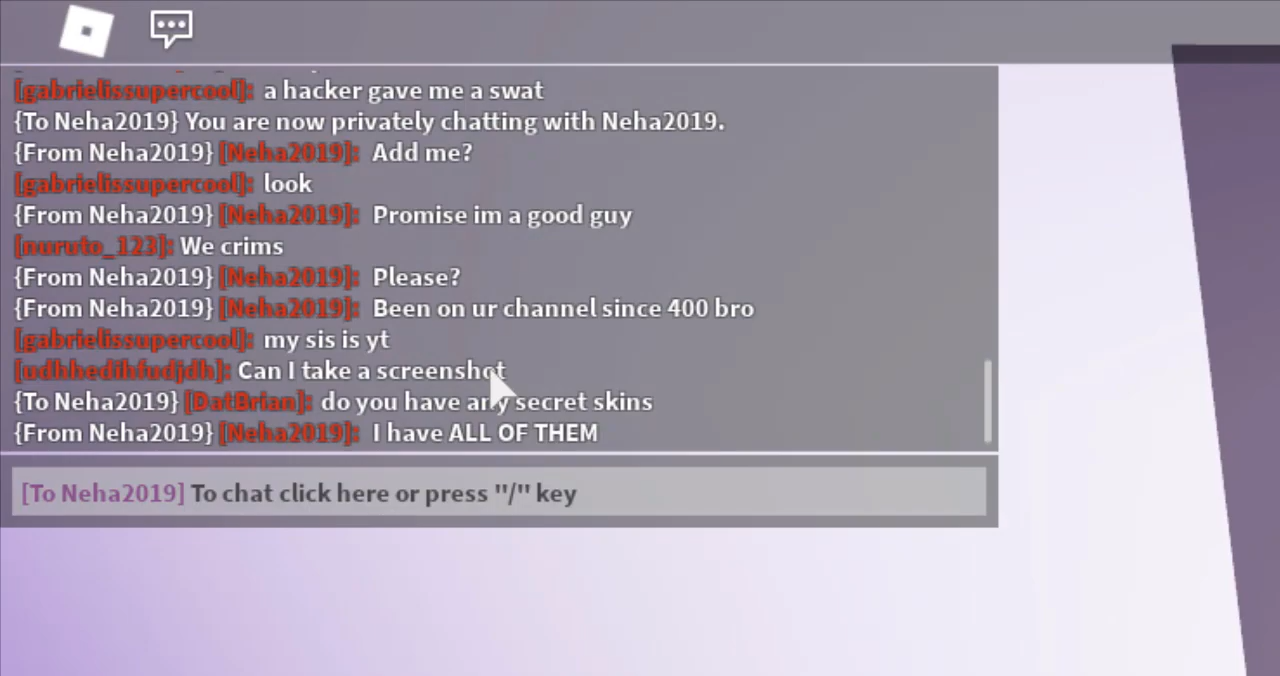 [gabrielissupercool]: a hacker gave me a swat
{To Neha2019} You are now privately chatting with Neha2019.
{From Neha2019} [Neha2019]: Add me?
[gabrielissupercool]: look
{From Neha2019} [Neha2019]: Promise im a good guy
[nuruto_123]: We crims
{From Neha2019} [Neha2019]: Please?
{From Neha2019} [Neha2019]: Been on ur channel since 400 bro
[gabrielissupercool]: my sis is yt
[udhhedihfudjdh]: Can I take a screenshot
{To Neha2019} [DatBrian]: do you have any secret skins
{From Neha2019} [Neha2019]: I have ALL OF THEM
[To Neha2019] To chat click here or press "/" key